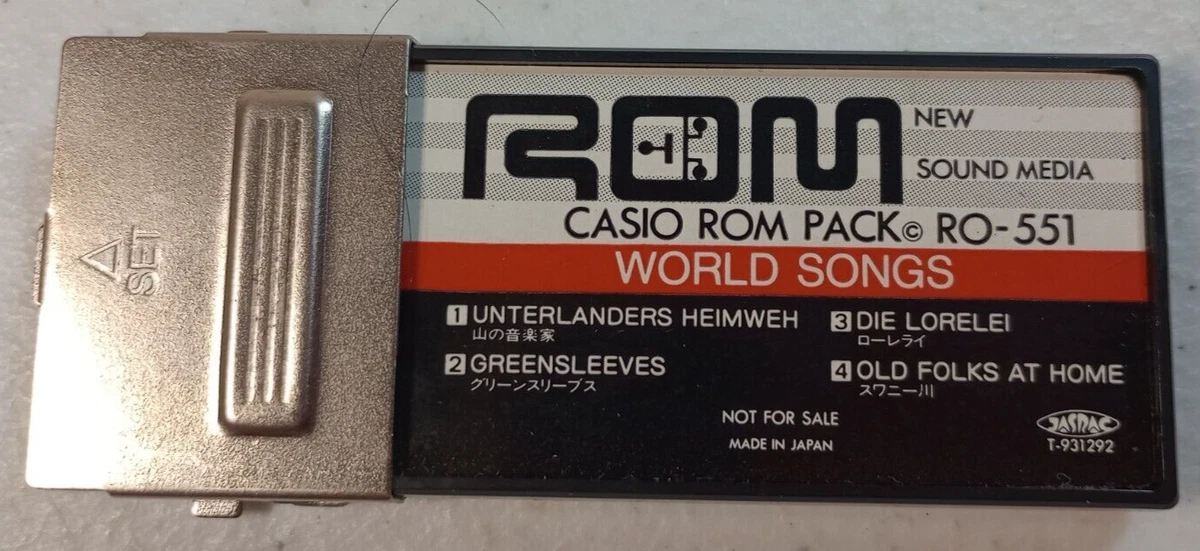 SET
ROM
NEW
SOUND MEDIA
CASIO ROM PACK© RO-551
WORLD SONGS
1 UNTERLANDERS HEIMWEH
山の音楽家
2 GREENSLEEVES
グリーンスリーブス
3 DIE LORELEI
ローレライ
4 OLD FOLKS AT HOME
スワニー川
NOT FOR SALE
MADE IN JAPAN
JASRAC
T-931292